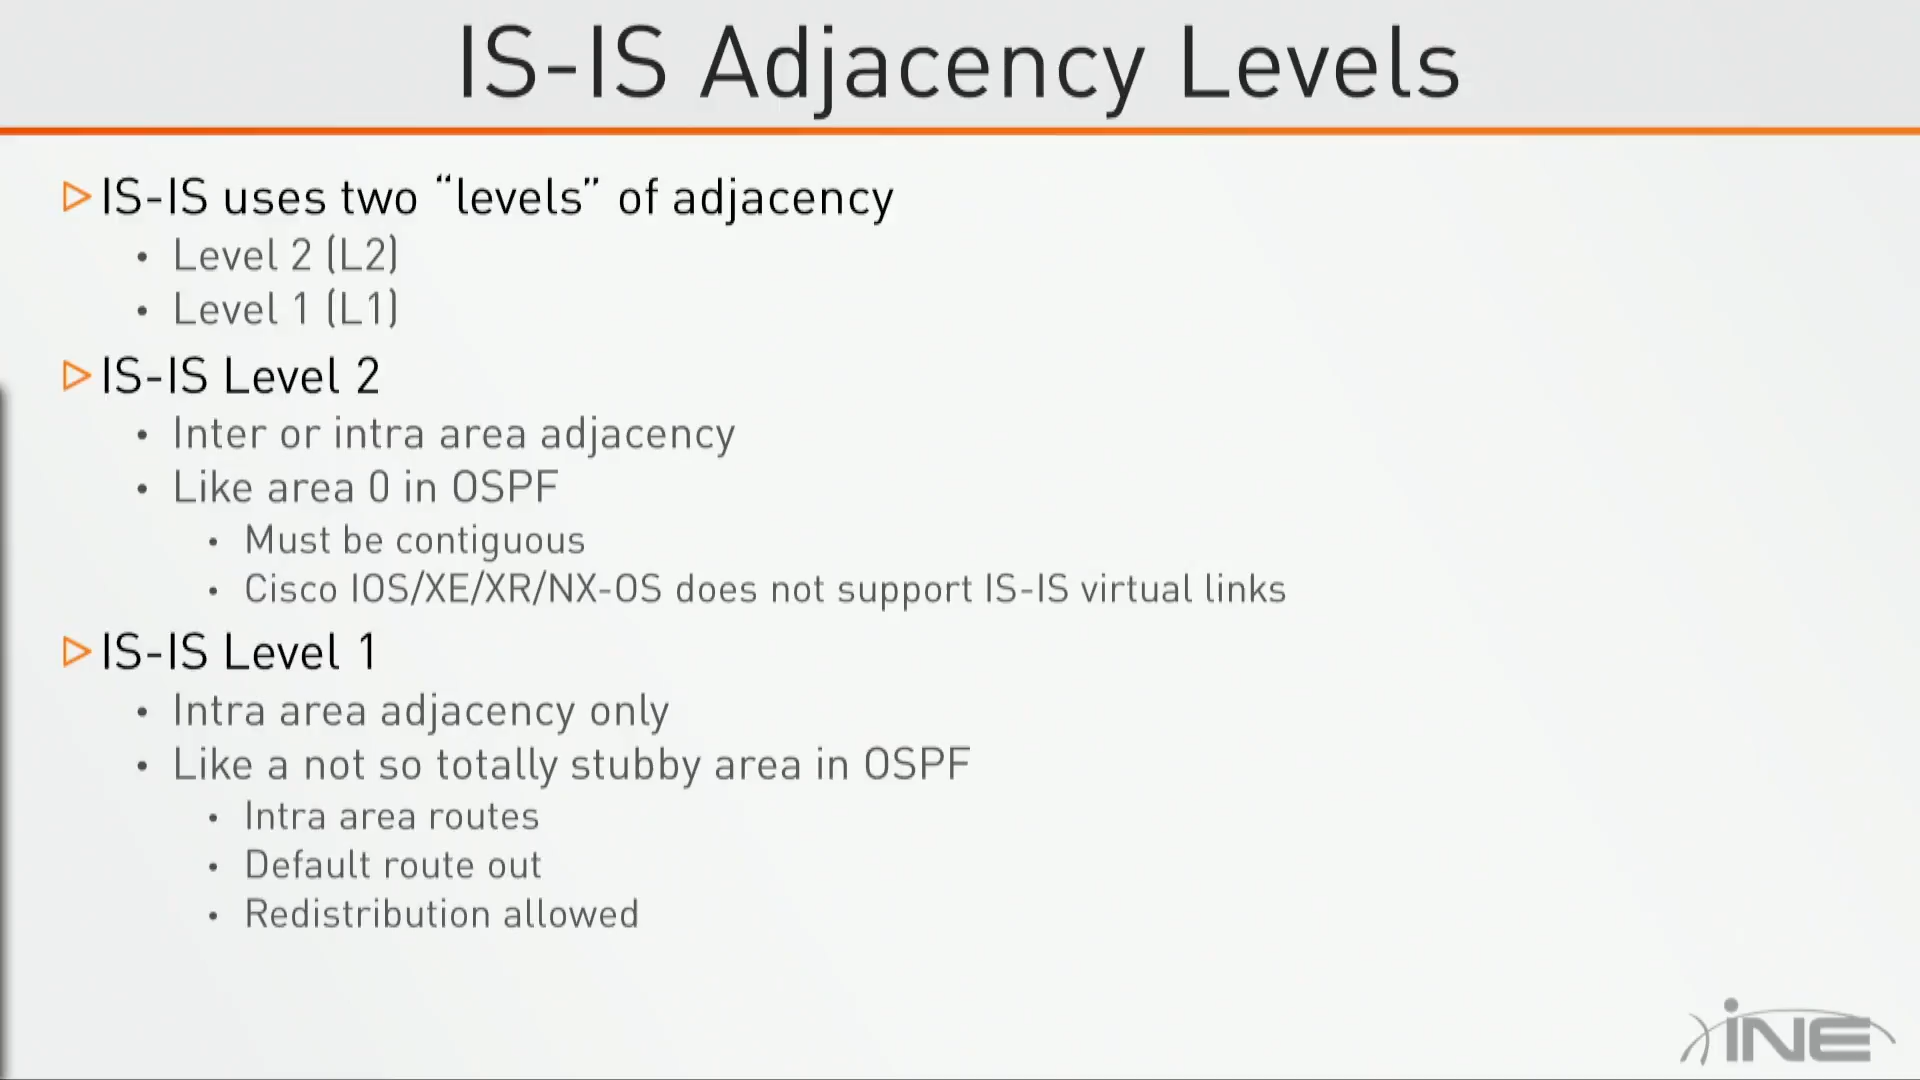 IS-IS Adjacency Levels
IS-IS uses two “levels” of adjacency
• Level 2 (L2)
• Level 1 (L1)
IS-IS Level 2
• Inter or intra area adjacency
• Like area 0 in OSPF
• Must be contiguous
• Cisco IOS/XE/XR/NX-OS does not support IS-IS virtual links
IS-IS Level 1
• Intra area adjacency only
• Like a not so totally stubby area in OSPF
• Intra area routes
• Default route out
• Redistribution allowed
iNE